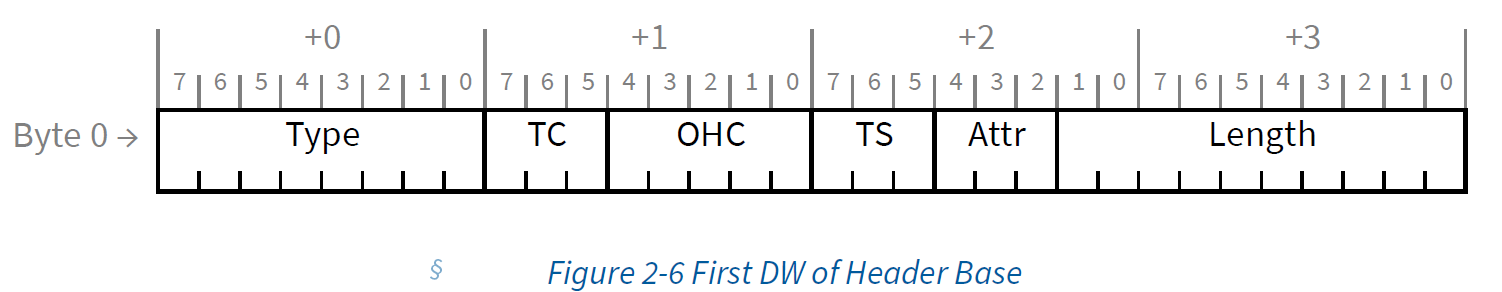 +0 +1 +2 +3
7 6 5 4 3 2 1 0 7 6 5 4 3 2 1 0 7 6 5 4 3 2 1 0 7 6 5 4 3 2 1 0
Byte 0 → Type TC OHC TS Attr Length
§ Figure 2-6 First DW of Header Base